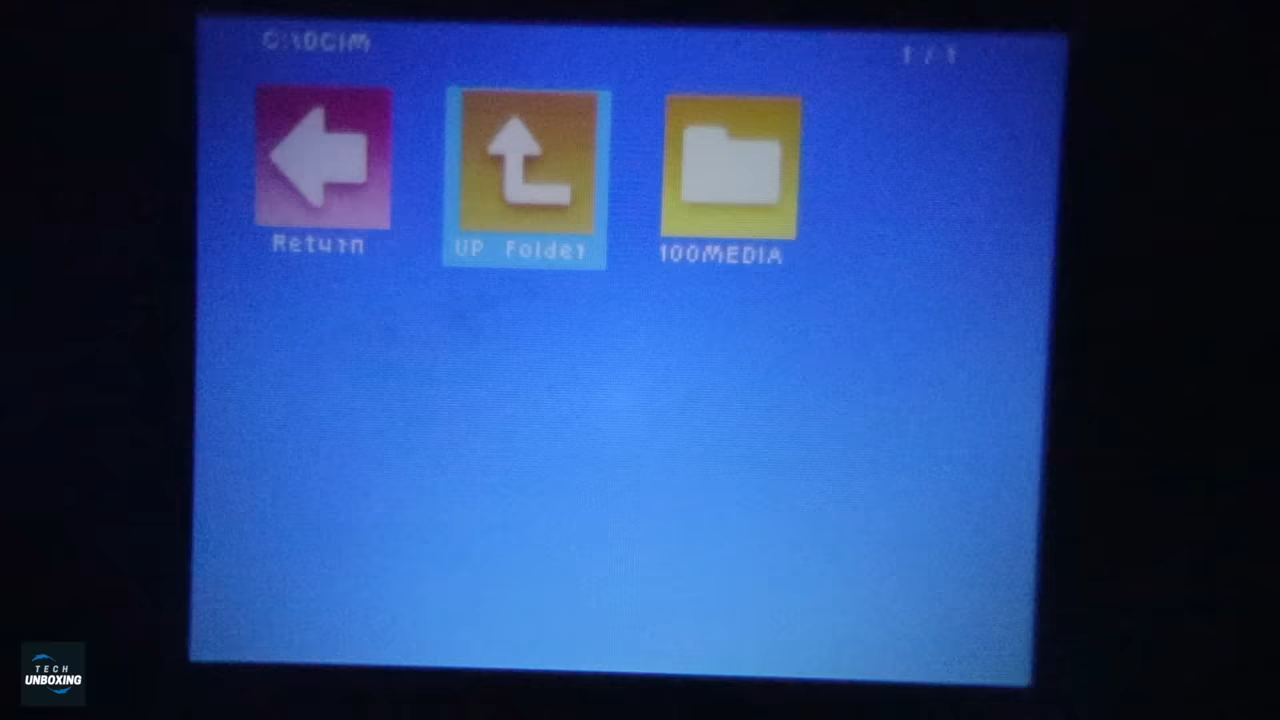 C:\DCIM
1 / 1
Return
UP Folder
100MEDIA
TECH
UNBOXING